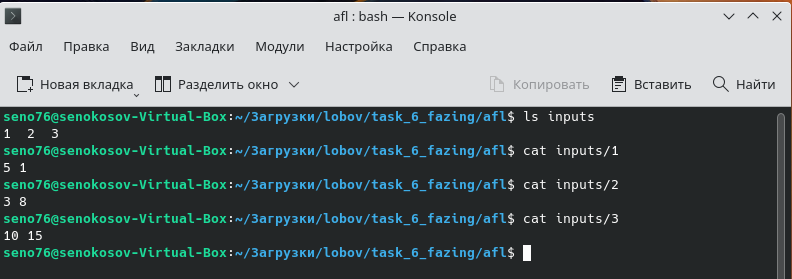 afl : bash — Konsole
Файл Правка Вид Закладки Модули Настройка Справка
Новая вкладка Разделить окно Копировать Вставить Найти
seno76@senokosov-Virtual-Box:~/Загрузки/lobov/task_6_fazing/afl$ ls inputs
1  2  3
seno76@senokosov-Virtual-Box:~/Загрузки/lobov/task_6_fazing/afl$ cat inputs/1
5 1
seno76@senokosov-Virtual-Box:~/Загрузки/lobov/task_6_fazing/afl$ cat inputs/2
3 8
seno76@senokosov-Virtual-Box:~/Загрузки/lobov/task_6_fazing/afl$ cat inputs/3
10 15
seno76@senokosov-Virtual-Box:~/Загрузки/lobov/task_6_fazing/afl$